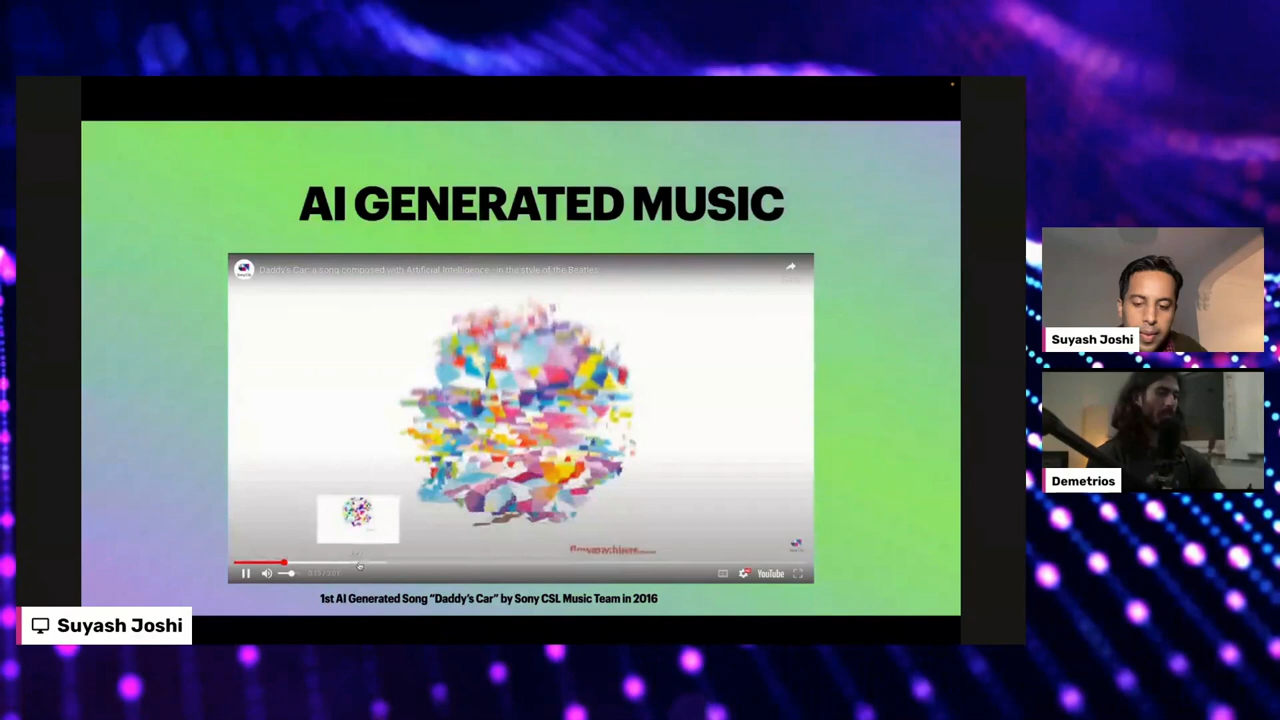 AI GENERATED MUSIC
Daddy's Car: a song composed with Artificial Intelligence - in the style of the Beatles
flowmachines
YouTube
1st AI Generated Song "Daddy's Car" by Sony CSL Music Team in 2016
Suyash Joshi
Demetrios
Suyash Joshi